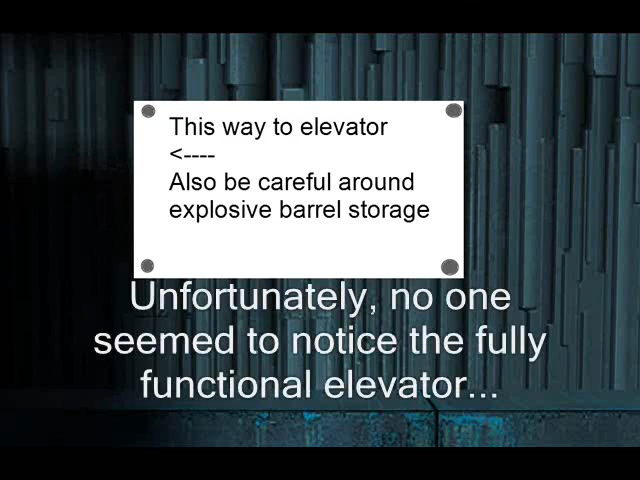 This way to elevator
<----
Also be careful around
explosive barrel storage
Unfortunately, no one
seemed to notice the fully
functional elevator...